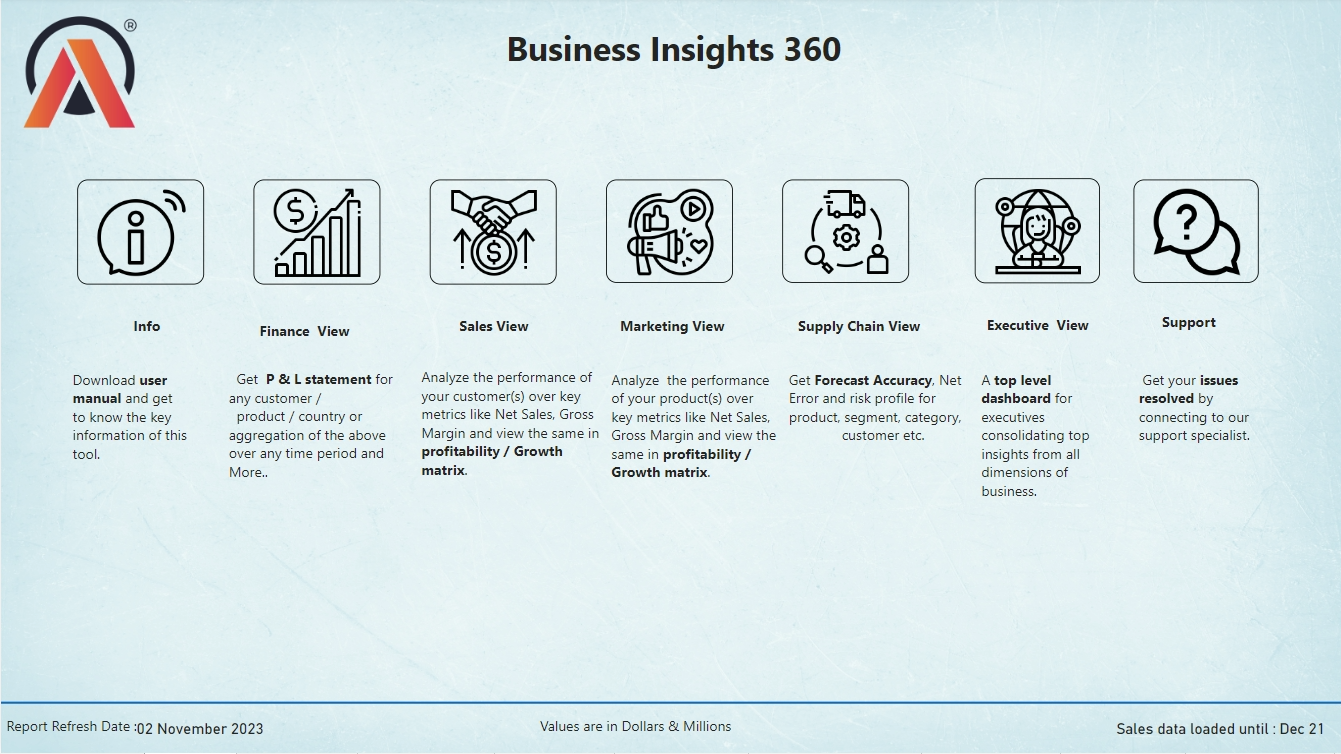 ®
Business Insights 360
$
$
?
Info
Download user
manual and get
to know the key
information of this
tool.
Finance  View
Get  P & L statement for
any customer /
product / country or
aggregation of the above
over any time period and
More..
Sales View
Analyze the performance of
your customer(s) over key
metrics like Net Sales, Gross
Margin and view the same in
profitability / Growth
matrix.
Marketing View
Analyze  the performance
of your product(s) over
key metrics like Net Sales,
Gross Margin and view the
same in profitability /
Growth matrix.
Supply Chain View
Get Forecast Accuracy, Net
Error and risk profile for
product, segment, category,
customer etc.
Executive  View
A top level
dashboard for
executives
consolidating top
insights from all
dimensions of
business.
Support
Get your issues
resolved by
connecting to our
support specialist.
Report Refresh Date :02 November 2023
Values are in Dollars & Millions
Sales data loaded until : Dec 21